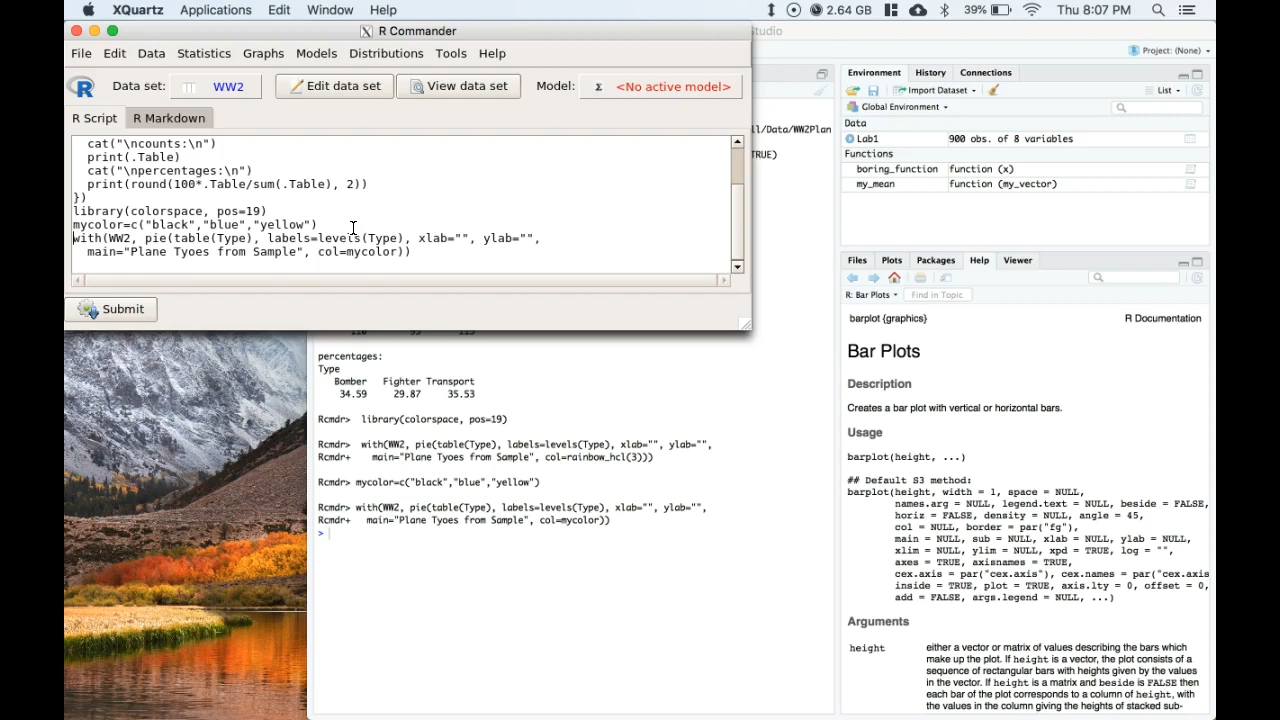 XQuartz Applications Edit Window Help 2.64 GB 39% Thu 8:07 PM
R Commander
File Edit Data Statistics Graphs Models Distributions Tools Help
Project: (None)
Data set: WW2 Edit data set View data set Model: Σ <No active model>
R Script R Markdown
cat("\ncounts:\n")
print(.Table)
cat("\npercentages:\n")
print(round(100*.Table/sum(.Table), 2))
})
library(colorspace, pos=19)
mycolor=c("black","blue","yellow")
with(WW2, pie(table(Type), labels=levels(Type), xlab="", ylab="",
main="Plane Tyoes from Sample", col=mycolor))
Submit
ll/Data/WW2Plan
TRUE)
percentages:
Type
Bomber Fighter Transport
34.59 29.87 35.53
Rcmdr> library(colorspace, pos=19)
Rcmdr> with(WW2, pie(table(Type), labels=levels(Type), xlab="", ylab="",
Rcmdr+ main="Plane Tyoes from Sample", col=rainbow_hcl(3)))
Rcmdr> mycolor=c("black","blue","yellow")
Rcmdr> with(WW2, pie(table(Type), labels=levels(Type), xlab="", ylab="",
Rcmdr+ main="Plane Tyoes from Sample", col=mycolor))
>
Environment History Connections
Import Dataset List
Global Environment
Data
Lab1 900 obs. of 8 variables
Functions
boring_function function (x)
my_mean function (my_vector)
Files Plots Packages Help Viewer
R: Bar Plots Find in Topic
barplot {graphics} R Documentation
Bar Plots
Description
Creates a bar plot with vertical or horizontal bars.
Usage
barplot(height, ...)
## Default S3 method:
barplot(height, width = 1, space = NULL,
names.arg = NULL, legend.text = NULL, beside = FALSE,
horiz = FALSE, density = NULL, angle = 45,
col = NULL, border = par("fg"),
main = NULL, sub = NULL, xlab = NULL, ylab = NULL,
xlim = NULL, ylim = NULL, xpd = TRUE, log = "",
axes = TRUE, axisnames = TRUE,
cex.axis = par("cex.axis"), cex.names = par("cex.axis
inside = TRUE, plot = TRUE, axis.lty = 0, offset = 0,
add = FALSE, args.legend = NULL, ...)
Arguments
height either a vector or matrix of values describing the bars which
make up the plot. If height is a vector, the plot consists of a
sequence of rectangular bars with heights given by the values
in the vector. If height is a matrix and beside is FALSE then
each bar of the plot corresponds to a column of height, with
the values in the column giving the heights of stacked sub-